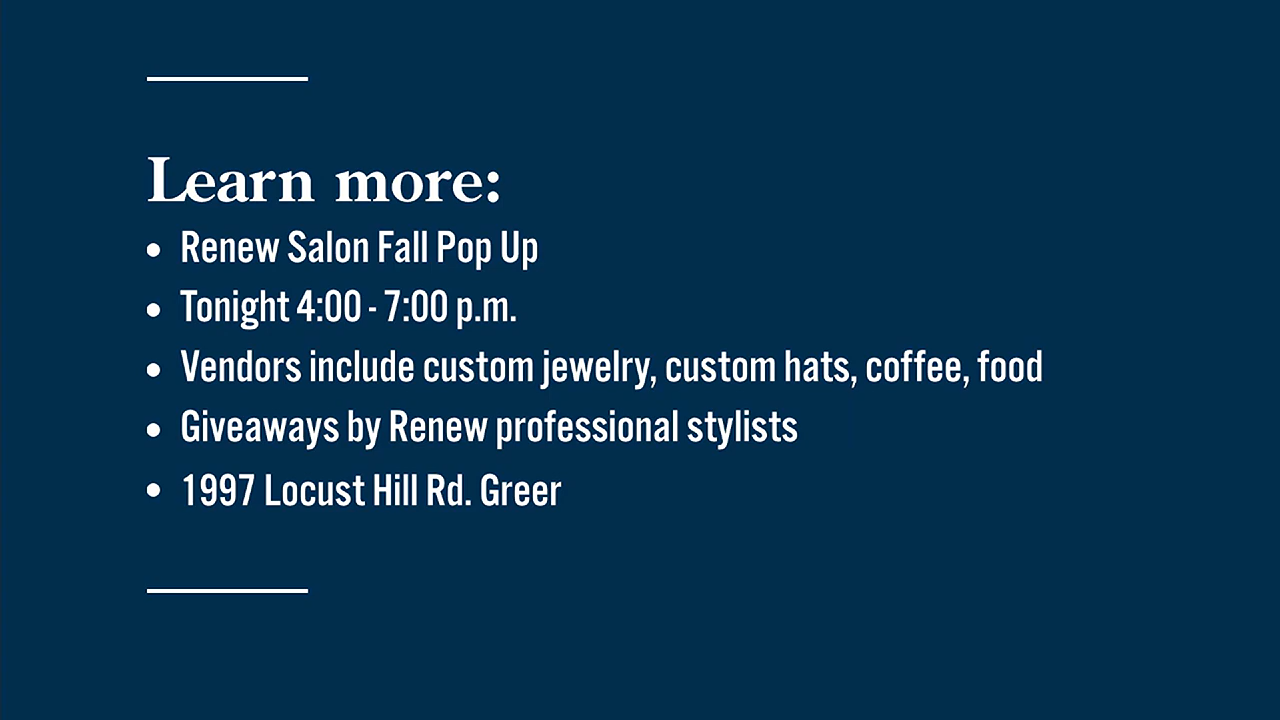 Learn more:
• Renew Salon Fall Pop Up
• Tonight 4:00 - 7:00 p.m.
• Vendors include custom jewelry, custom hats, coffee, food
• Giveaways by Renew professional stylists
• 1997 Locust Hill Rd. Greer